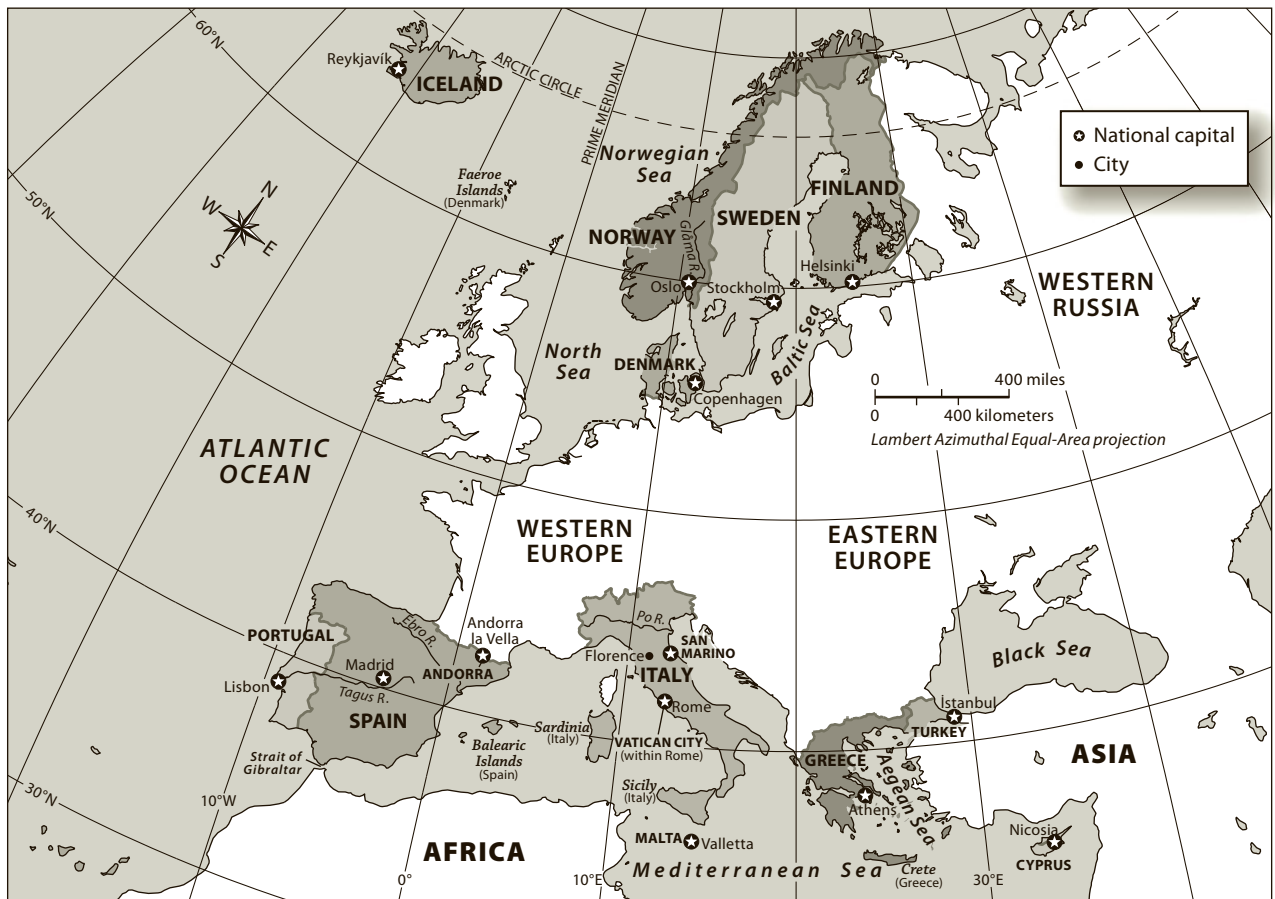 60°N
Reykjavík
ICELAND
ARCTIC CIRCLE
PRIME MERIDIAN
National capital
City
Norwegian
Sea
Faeroe
Islands
(Denmark)
50°N
N
W
E
S
FINLAND
SWEDEN
NORWAY
Glåma R.
Helsinki
Oslo
Stockholm
WESTERN
RUSSIA
Baltic Sea
North
Sea
DENMARK
Copenhagen
0
400 miles
0
400 kilometers
Lambert Azimuthal Equal-Area projection
ATLANTIC
OCEAN
40°N
WESTERN
EUROPE
EASTERN
EUROPE
PORTUGAL
Ebro R.
Andorra
la Vella
Po R.
SAN
MARINO
Florence
ITALY
Black Sea
Madrid
ANDORRA
Lisbon
Tagus R.
SPAIN
Rome
İstanbul
TURKEY
Sardinia
(Italy)
Balearic
Islands
(Spain)
VATICAN CITY
(within Rome)
Strait of
Gibraltar
GREECE
Aegean Sea
ASIA
Sicily
(Italy)
30°N
10°W
Athens
AFRICA
MALTA
Valletta
Nicosia
CYPRUS
Mediterranean Sea
Crete
(Greece)
0°
10°E
30°E